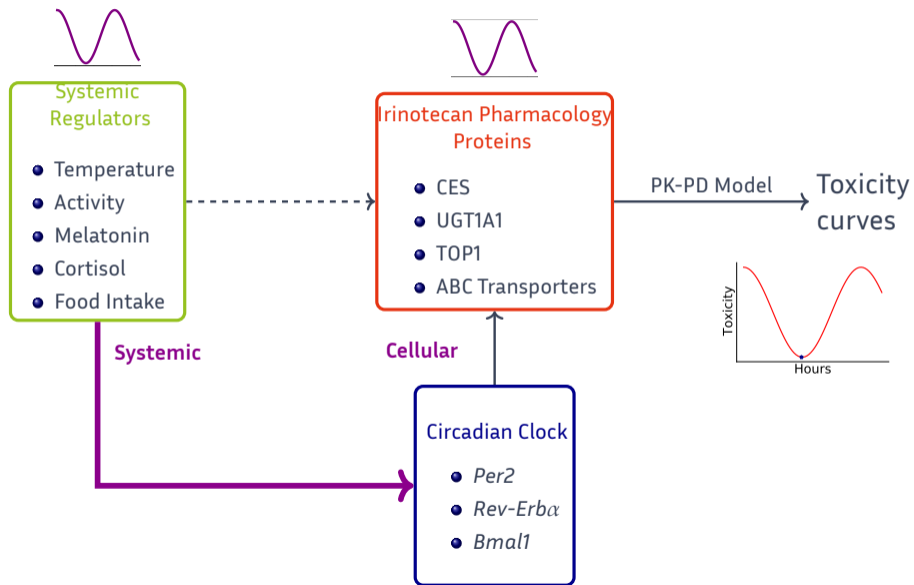 Systemic
Regulators
Temperature
Activity
Melatonin
Cortisol
Food Intake
Irinotecan Pharmacology
Proteins
CES
UGT1A1
TOP1
ABC Transporters
PK-PD Model
Toxicity
curves
Toxicity
Hours
Systemic
Cellular
Circadian Clock
Per2
Rev-Erbα
Bmal1